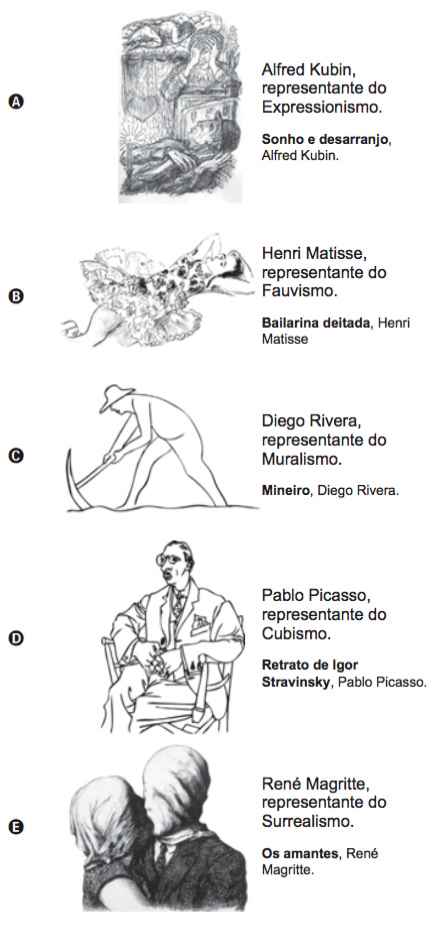 A
Alfred Kubin,
representante do
Expressionismo.
Sonho e desarranjo,
Alfred Kubin.
B
Henri Matisse,
representante do
Fauvismo.
Bailarina deitada, Henri
Matisse
C
Diego Rivera,
representante do
Muralismo.
Mineiro, Diego Rivera.
D
Pablo Picasso,
representante do
Cubismo.
Retrato de Igor
Stravinsky, Pablo Picasso.
E
René Magritte,
representante do
Surrealismo.
Os amantes, René
Magritte.